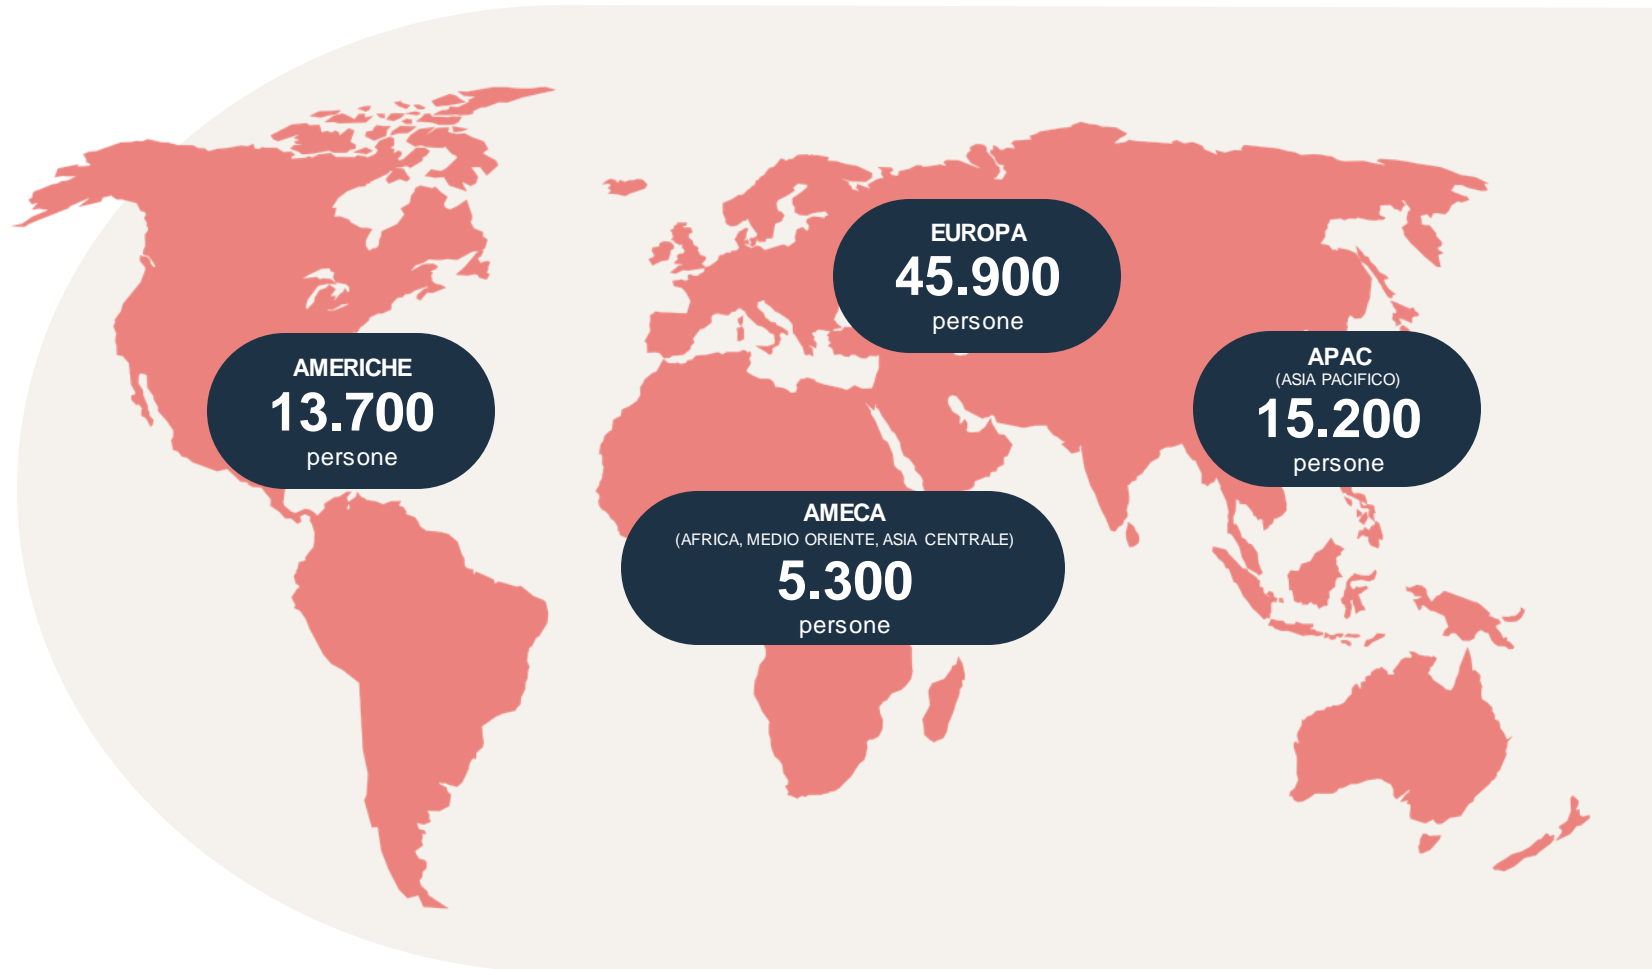 EUROPA
45.900
persone
AMERICHE
13.700
persone
APAC
(ASIA PACIFICO)
15.200
persone
AMECA
(AFRICA, MEDIO ORIENTE, ASIA CENTRALE)
5.300
persone